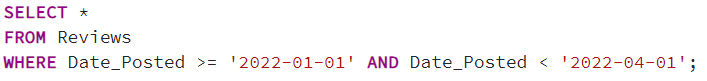 SELECT *
FROM Reviews
WHERE Date_Posted >= '2022-01-01' AND Date_Posted < '2022-04-01';